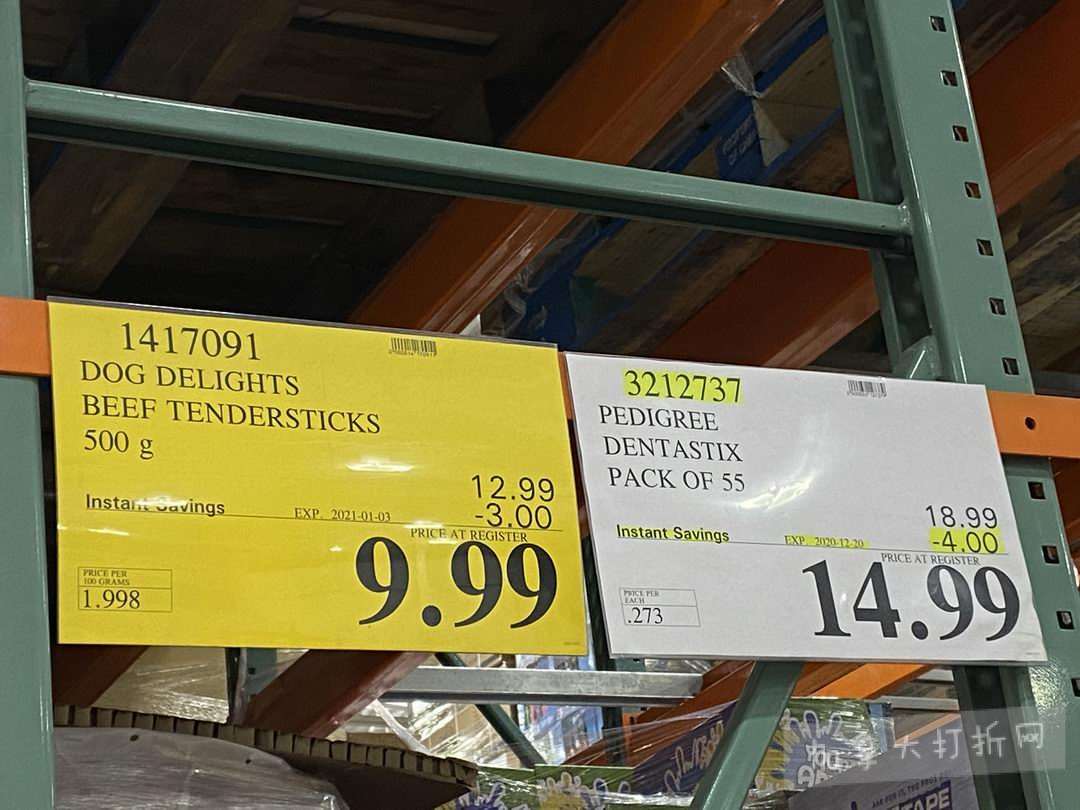 1417091
DOG DELIGHTS
BEEF TENDERSTICKS
500 g
12.99
Instant Savings EXP. 2021-01-03 -3.00
PRICE AT REGISTER
9.99
PRICE PER
100 GRAMS
1.998
3212737
PEDIGREE
DENTASTIX
PACK OF 55
18.99
Instant Savings EXP. 2020-12-20 -4.00
PRICE AT REGISTER
14.99
PRICE PER
EACH
.273
加拿大打折网
TAPE